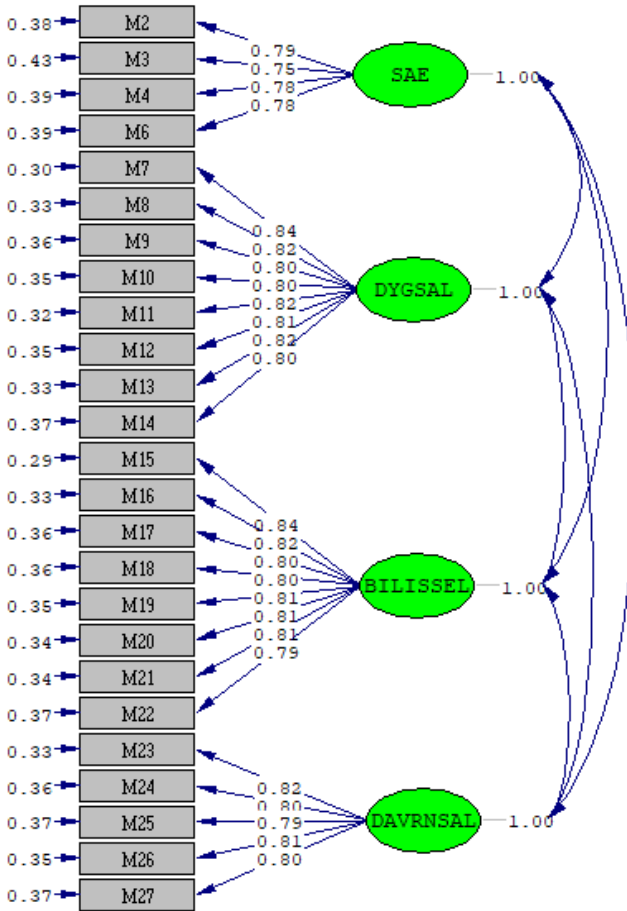 0.38 M2
0.79
0.43 M3
0.75
SAE 1.00
0.39 M4
0.78
0.39 M6
0.78
0.30 M7
0.33 M8
0.84
0.36 M9
0.82
0.80
0.35 M10
0.80
DYGSAL 1.00
0.32 M11
0.82
0.81
0.35 M12
0.82
0.33 M13
0.80
0.37 M14
0.29 M15
0.33 M16
0.84
0.36 M17
0.82
0.80
0.36 M18
0.80
BILISSEL 1.00
0.35 M19
0.81
0.81
0.34 M20
0.81
0.34 M21
0.79
0.37 M22
0.33 M23
0.36 M24
0.82
0.80
0.37 M25
0.79
DAVRNSAL 1.00
0.35 M26
0.81
0.80
0.37 M27